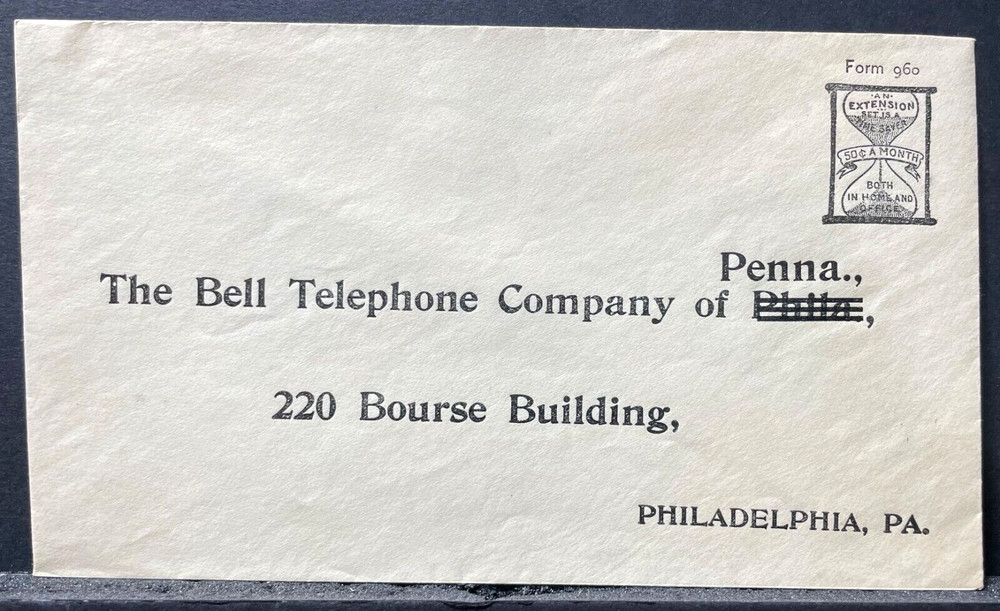 Form 960
·AN·
EXTENSION
SET IS A
TIME SAVER
50¢ A MONTH
BOTH
IN HOME AND
OFFICE
Penna.,
The Bell Telephone Company of Phila.,
220 Bourse Building,
PHILADELPHIA, PA.